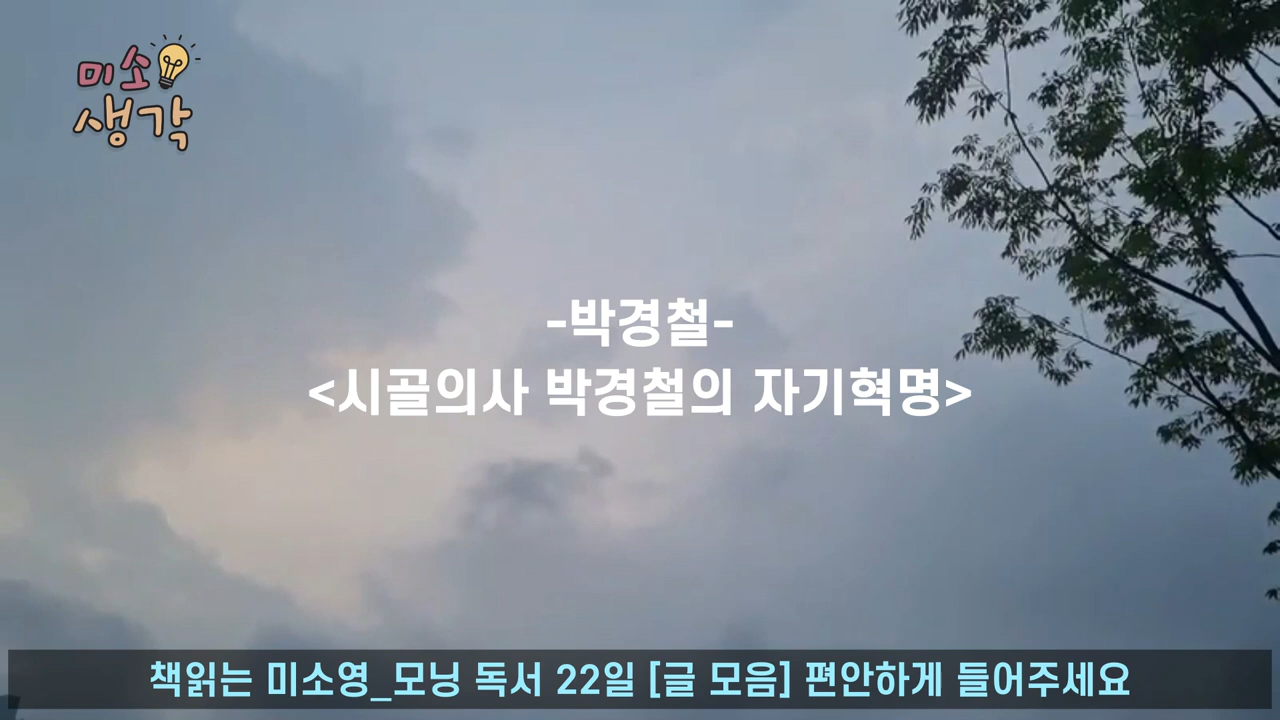 미소
생각
-박경철-
<시골의사 박경철의 자기혁명>
책읽는 미소영_모닝 독서 22일 [글 모음] 편안하게 들어주세요